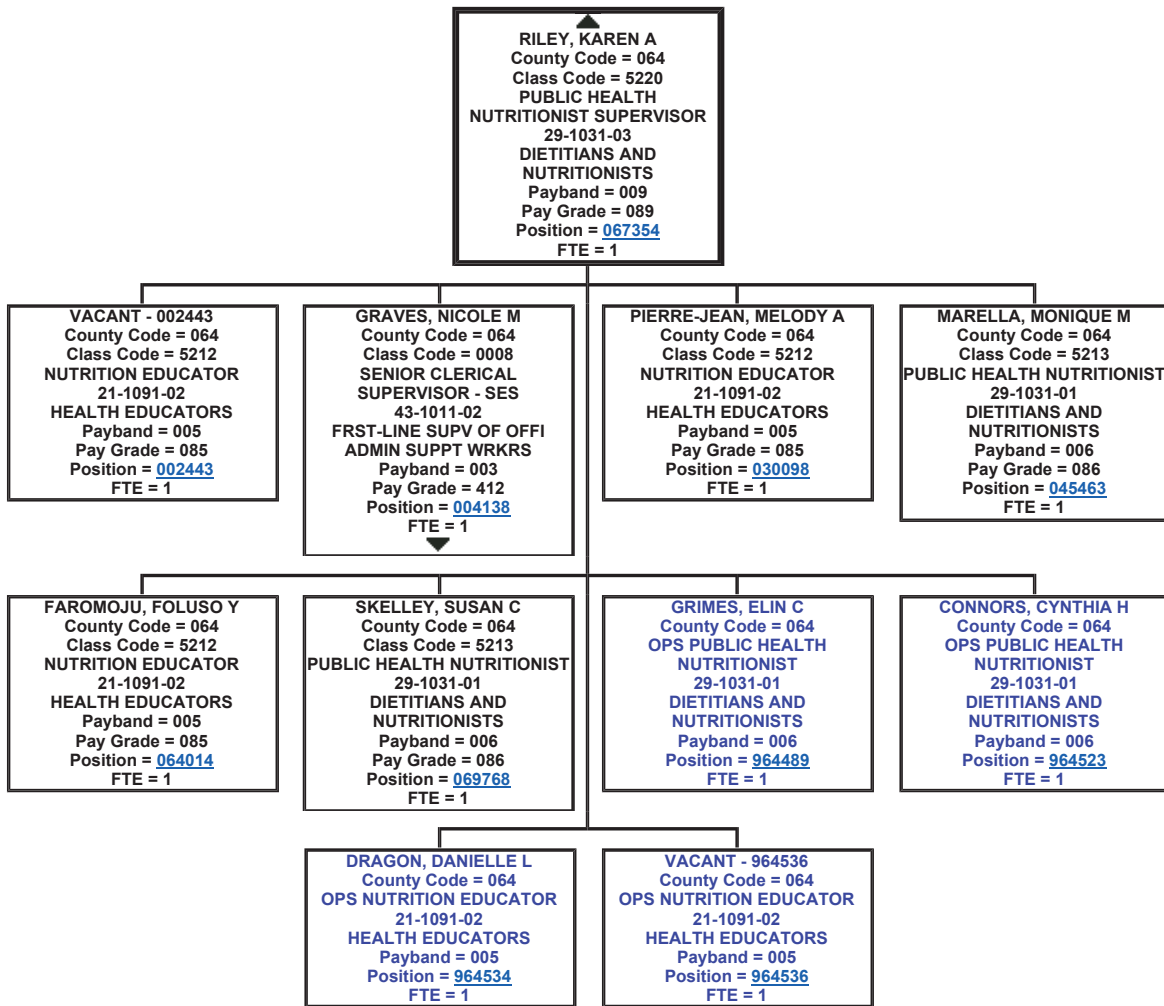 RILEY, KAREN A
County Code = 064
Class Code = 5220
PUBLIC HEALTH
NUTRITIONIST SUPERVISOR
29-1031-03
DIETITIANS AND
NUTRITIONISTS
Payband = 009
Pay Grade = 089
Position = 067354
FTE = 1
VACANT - 002443
County Code = 064
Class Code = 5212
NUTRITION EDUCATOR
21-1091-02
HEALTH EDUCATORS
Payband = 005
Pay Grade = 085
Position = 002443
FTE = 1
GRAVES, NICOLE M
County Code = 064
Class Code = 0008
SENIOR CLERICAL
SUPERVISOR - SES
43-1011-02
FRST-LINE SUPV OF OFFI
ADMIN SUPPT WRKRS
Payband = 003
Pay Grade = 412
Position = 004138
FTE = 1
PIERRE-JEAN, MELODY A
County Code = 064
Class Code = 5212
NUTRITION EDUCATOR
21-1091-02
HEALTH EDUCATORS
Payband = 005
Pay Grade = 085
Position = 030098
FTE = 1
MARELLA, MONIQUE M
County Code = 064
Class Code = 5213
PUBLIC HEALTH NUTRITIONIST
29-1031-01
DIETITIANS AND
NUTRITIONISTS
Payband = 006
Pay Grade = 086
Position = 045463
FTE = 1
FAROMOJU, FOLUSO Y
County Code = 064
Class Code = 5212
NUTRITION EDUCATOR
21-1091-02
HEALTH EDUCATORS
Payband = 005
Pay Grade = 085
Position = 064014
FTE = 1
SKELLEY, SUSAN C
County Code = 064
Class Code = 5213
PUBLIC HEALTH NUTRITIONIST
29-1031-01
DIETITIANS AND
NUTRITIONISTS
Payband = 006
Pay Grade = 086
Position = 069768
FTE = 1
GRIMES, ELIN C
County Code = 064
OPS PUBLIC HEALTH
NUTRITIONIST
29-1031-01
DIETITIANS AND
NUTRITIONISTS
Payband = 006
Position = 964489
FTE = 1
CONNORS, CYNTHIA H
County Code = 064
OPS PUBLIC HEALTH
NUTRITIONIST
29-1031-01
DIETITIANS AND
NUTRITIONISTS
Payband = 006
Position = 964523
FTE = 1
DRAGON, DANIELLE L
County Code = 064
OPS NUTRITION EDUCATOR
21-1091-02
HEALTH EDUCATORS
Payband = 005
Position = 964534
FTE = 1
VACANT - 964536
County Code = 064
OPS NUTRITION EDUCATOR
21-1091-02
HEALTH EDUCATORS
Payband = 005
Position = 964536
FTE = 1